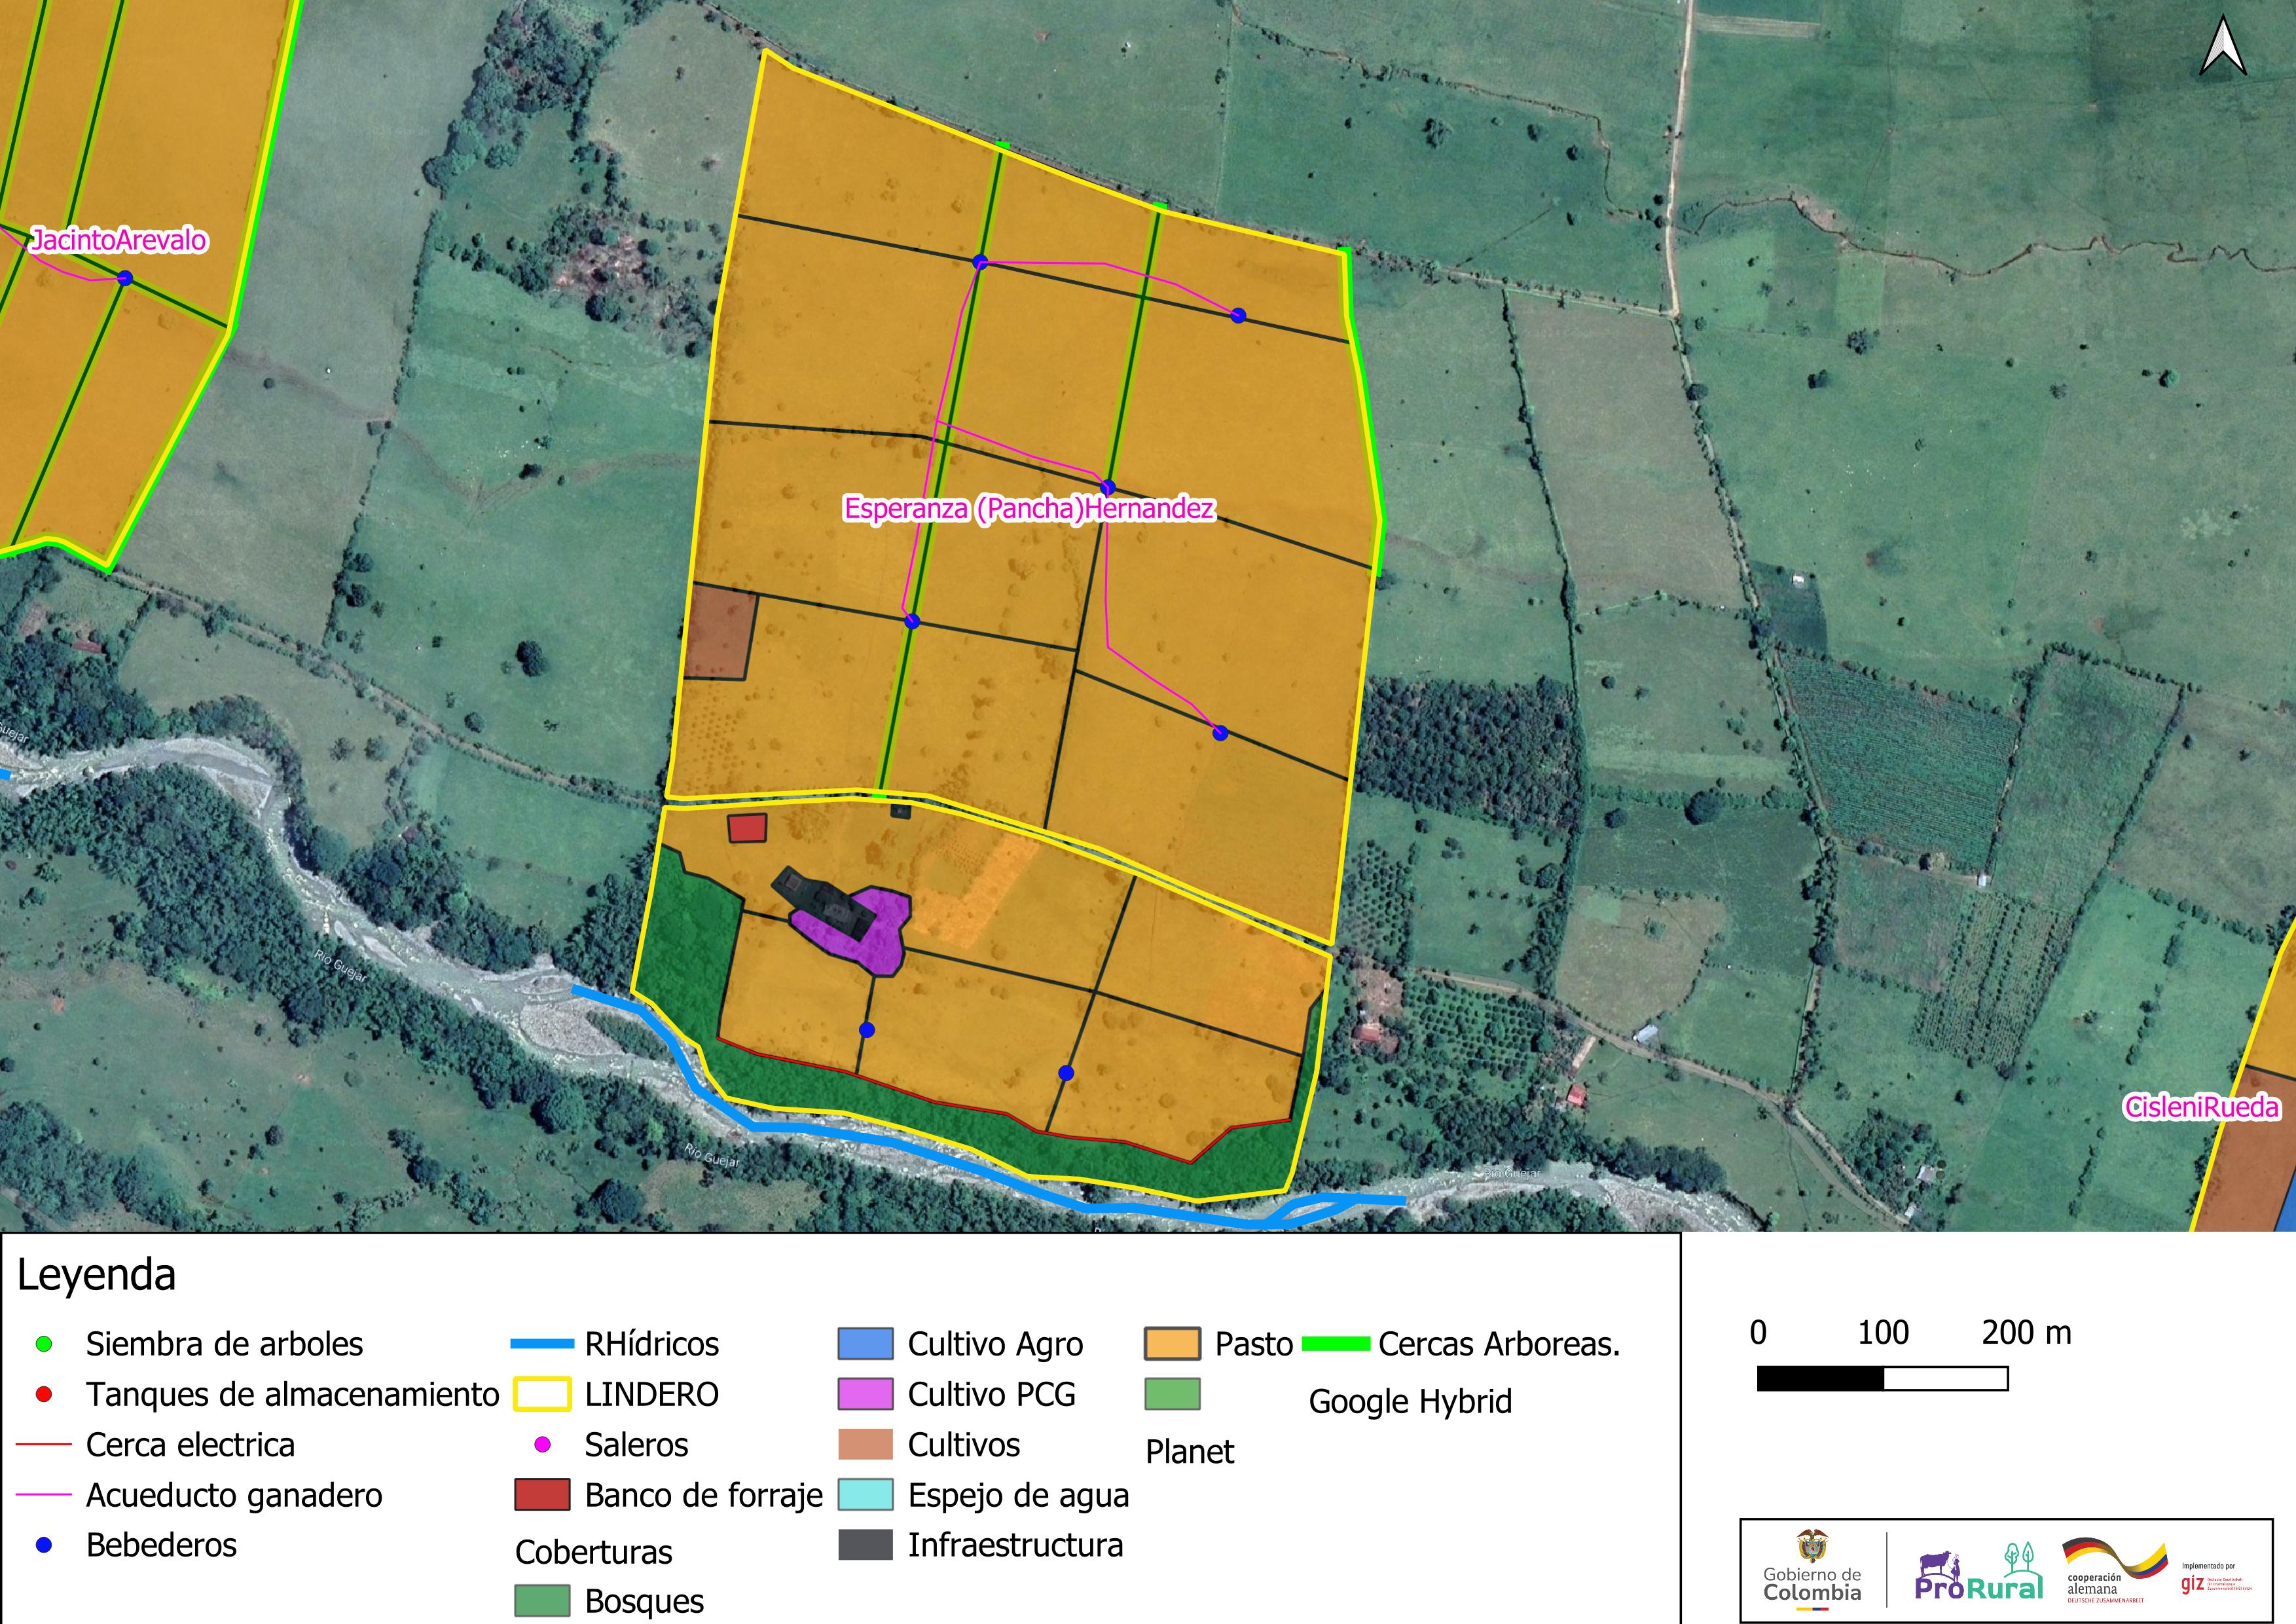 JacintoArevalo
Esperanza (Pancha)Hernandez
Guejar
Río Guejar
Río Guejar
Río Guejar
CisleniRueda
Leyenda
Siembra de arboles
Tanques de almacenamiento
Cerca electrica
Acueducto ganadero
Bebederos
RHídricos
LINDERO
Saleros
Banco de forraje
Coberturas
Bosques
Cultivo Agro
Cultivo PCG
Cultivos
Espejo de agua
Infraestructura
Pasto
Planet
Cercas Arboreas.
Google Hybrid
0 100 200 m
Gobierno de
Colombia
ProRural
cooperación
alemana
DEUTSCHE ZUSAMMENARBEIT
Implementado por
giz